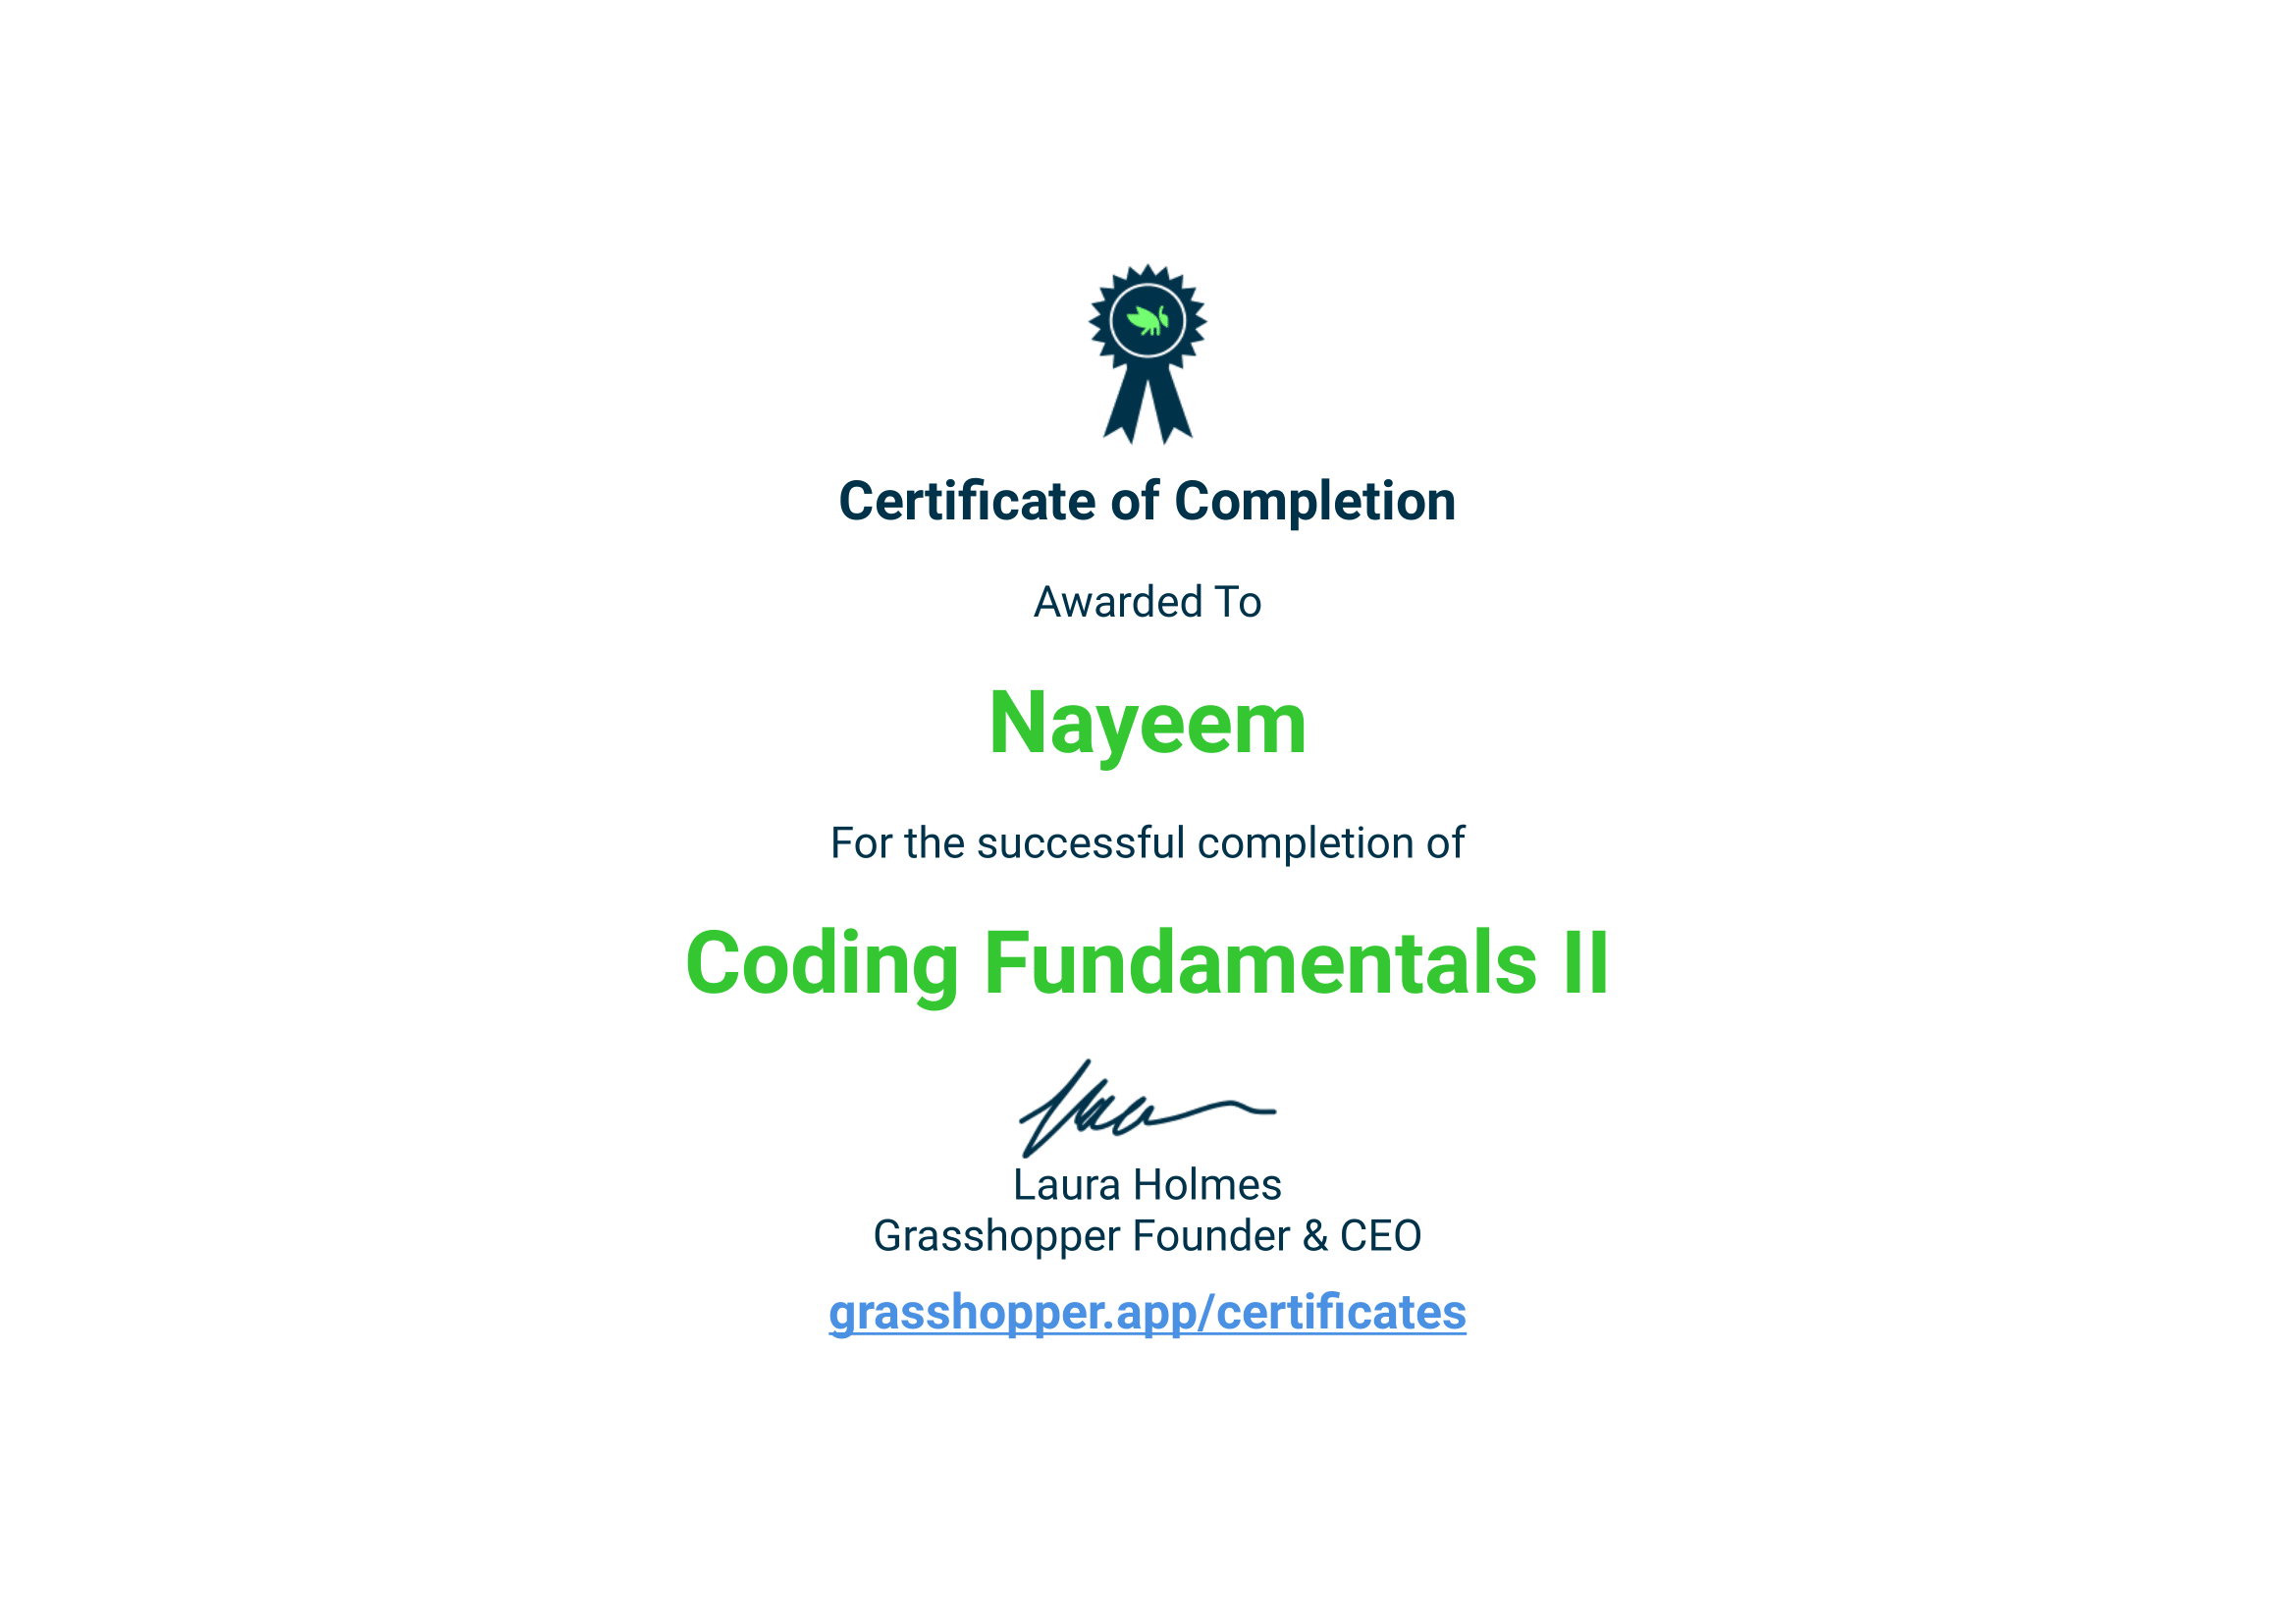 Certificate of Completion
Awarded To
Nayeem
For the successful completion of
Coding Fundamentals II
Laura Holmes
Grasshopper Founder & CEO
grasshopper.app/certificates